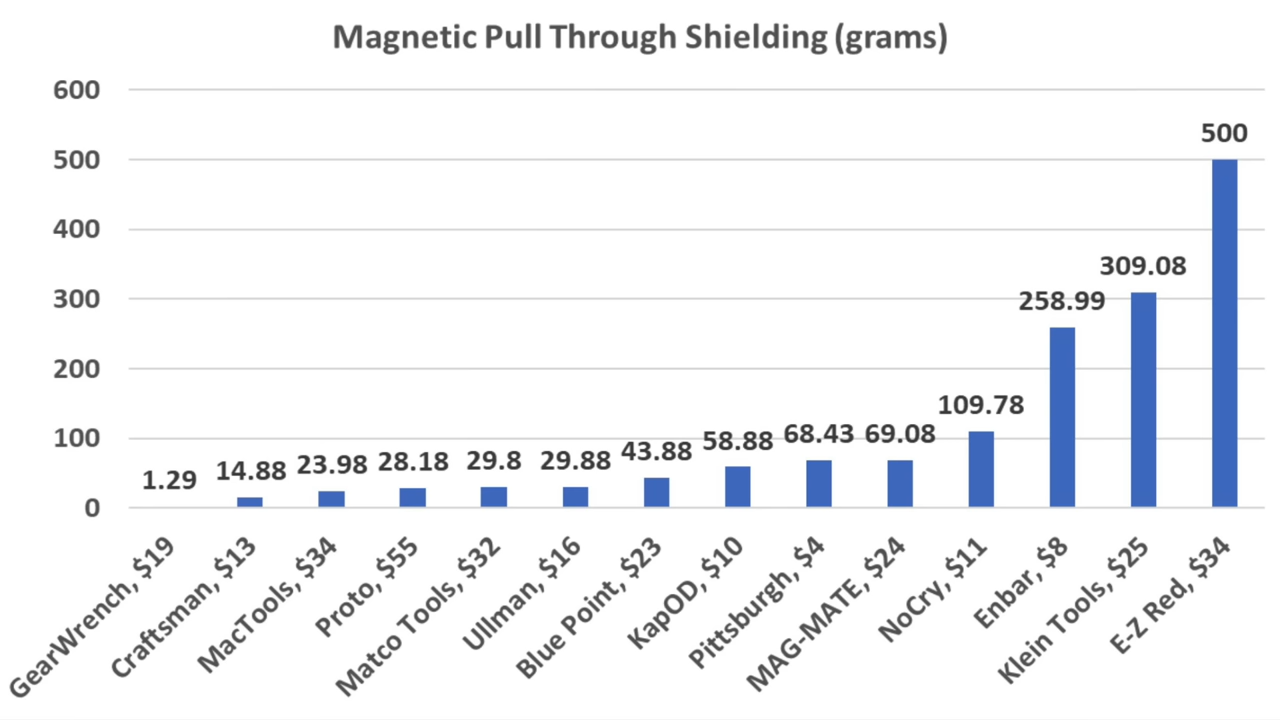 Magnetic Pull Through Shielding (grams)
600
500
400
300
200
100
0
1.29
14.88
23.98
28.18
29.8
29.88
43.88
58.88
68.43
69.08
109.78
258.99
309.08
500
GearWrench, $19
Craftsman, $13
MacTools, $34
Proto, $55
Matco Tools, $32
Ullman, $16
Blue Point, $23
KapOD, $10
Pittsburgh, $4
MAG-MATE, $24
NoCry, $11
Enbar, $8
Klein Tools, $25
E-Z Red, $34